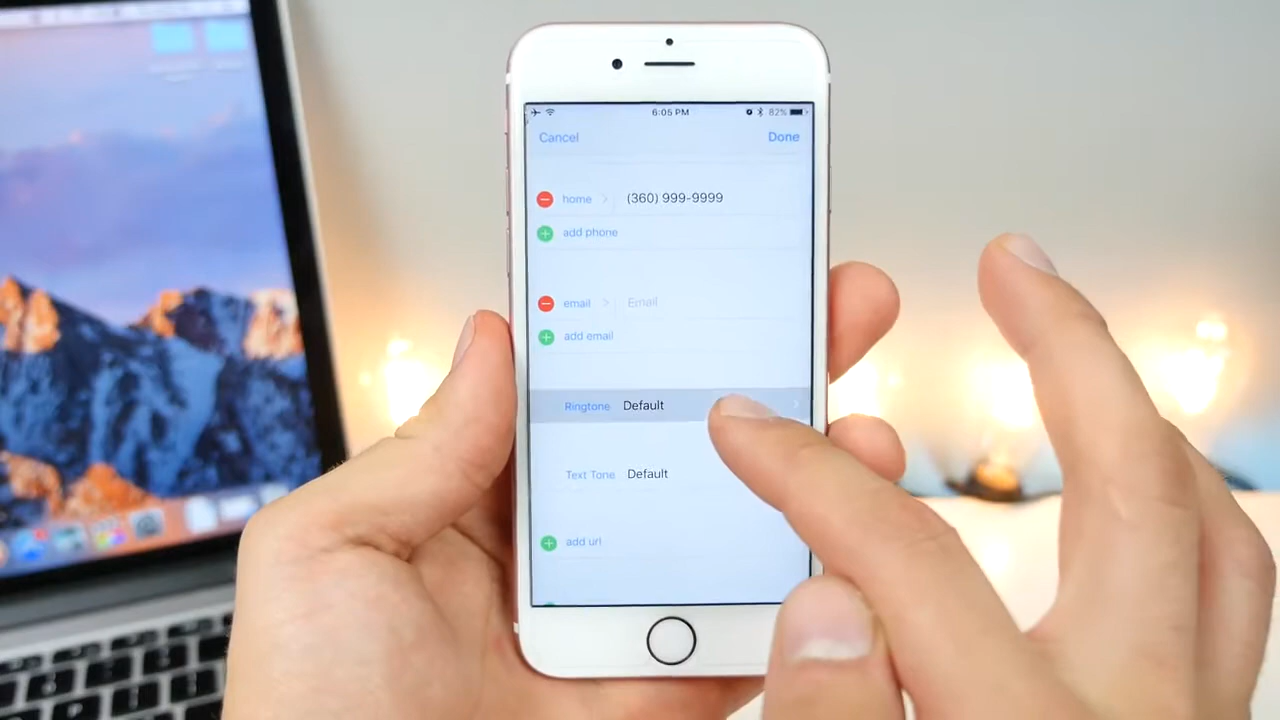 6:05 PM 82%
Cancel Done
home (360) 999-9999
add phone
email Email
add email
Ringtone Default
Text Tone Default
add url